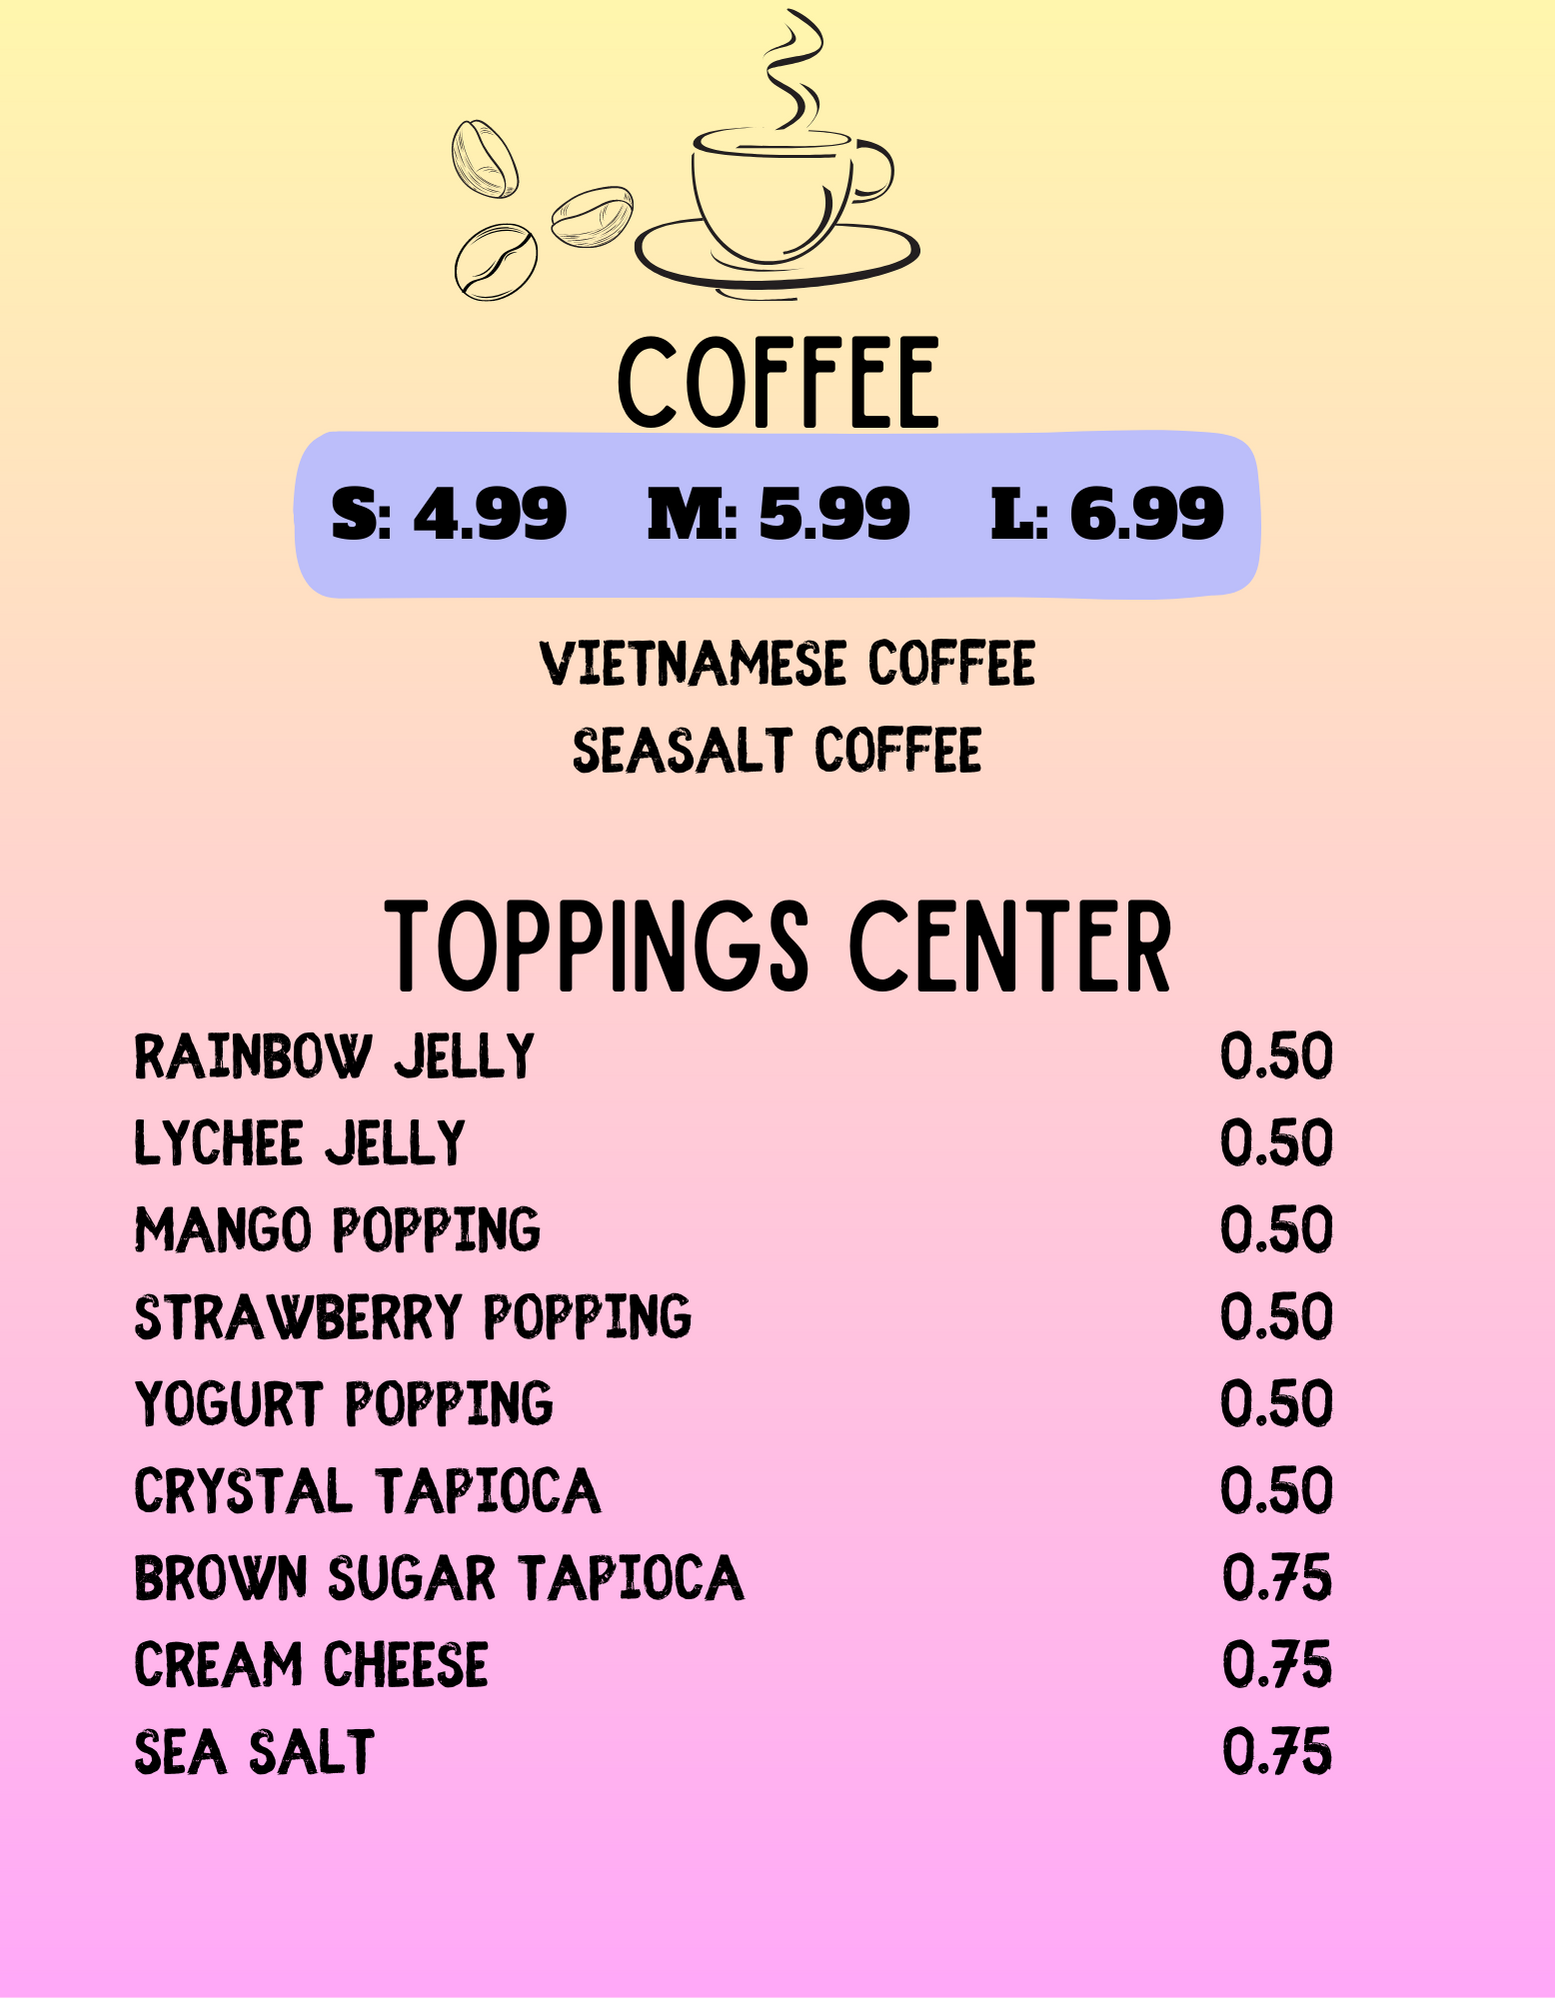 COFFEE
S: 4.99 M: 5.99 L: 6.99
VIETNAMESE COFFEE
SEASALT COFFEE
TOPPINGS CENTER
RAINBOW JELLY 0.50
LYCHEE JELLY 0.50
MANGO POPPING 0.50
STRAWBERRY POPPING 0.50
YOGURT POPPING 0.50
CRYSTAL TAPIOCA 0.50
BROWN SUGAR TAPIOCA 0.75
CREAM CHEESE 0.75
SEA SALT 0.75